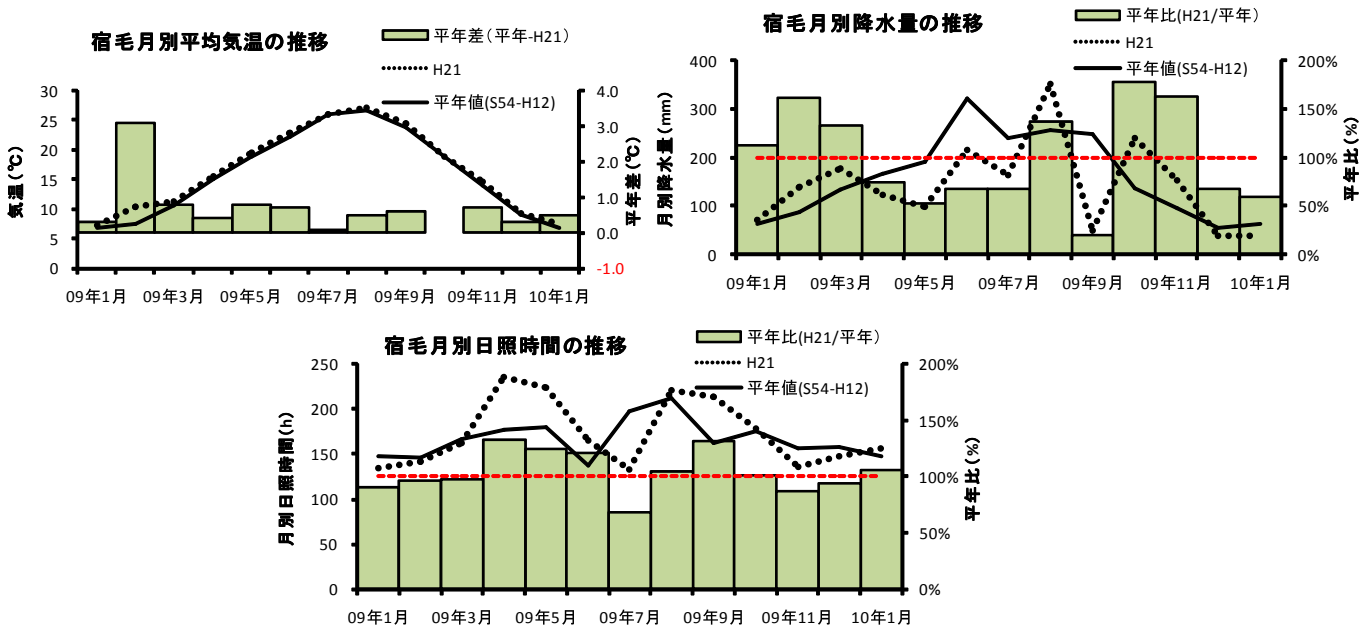 宿毛月別平均気温の推移
平年差(平年-H21)
H21
平年値(S54-H12)
気温(℃)
30
25
20
15
10
5
0
4.0
3.0
2.0
1.0
0.0
-1.0
平年差(℃)
09年1月 09年3月 09年5月 09年7月 09年9月 09年11月 10年1月
宿毛月別降水量の推移
平年比(H21/平年)
H21
平年値(S54-H12)
月別降水量(mm)
400
300
200
100
0
200%
150%
100%
50%
0%
平年比(%)
09年1月 09年3月 09年5月 09年7月 09年9月 09年11月 10年1月
宿毛月別日照時間の推移
平年比(H21/平年)
H21
平年値(S54-H12)
月別日照時間(h)
250
200
150
100
50
0
200%
150%
100%
50%
0%
平年比(%)
09年1月 09年3月 09年5月 09年7月 09年9月 09年11月 10年1月